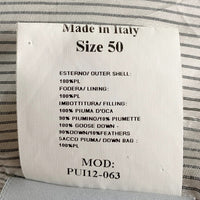 Made in Italy
Size 50
ESTERNO/ OUTER SHELL:
100%PL
FODERA/ LINING:
100%PL
IMBOTTITURA/ FILLING:
100% PIUMA D'OCA
90% PIUMINO/10% PIUMETTE
100% GOOSE DOWN -
90%DOWN/10%FEATHERS
SACCO PIUMA/ DOWN BAG :
100%PL
MOD:
PUI12-063